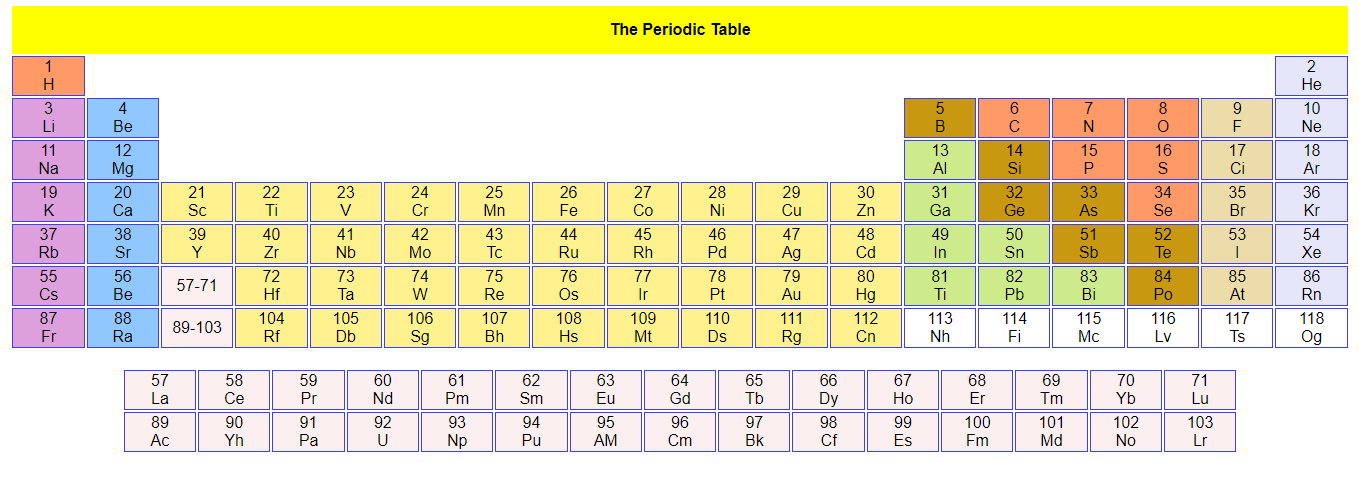 The Periodic Table
1 2
H He
3 4 5 6 7 8 9 10
Li Be B C N O F Ne
11 12 13 14 15 16 17 18
Na Mg Al Si P S Ci Ar
19 20 21 22 23 24 25 26 27 28 29 30 31 32 33 34 35 36
K Ca Sc Ti V Cr Mn Fe Co Ni Cu Zn Ga Ge As Se Br Kr
37 38 39 40 41 42 43 44 45 46 47 48 49 50 51 52 53 54
Rb Sr Y Zr Nb Mo Tc Ru Rh Pd Ag Cd In Sn Sb Te I Xe
55 56 57-71 72 73 74 75 76 77 78 79 80 81 82 83 84 85 86
Cs Be Hf Ta W Re Os Ir Pt Au Hg Ti Pb Bi Po At Rn
87 88 89-103 104 105 106 107 108 109 110 111 112 113 114 115 116 117 118
Fr Ra Rf Db Sg Bh Hs Mt Ds Rg Cn Nh Fi Mc Lv Ts Og
57 58 59 60 61 62 63 64 65 66 67 68 69 70 71
La Ce Pr Nd Pm Sm Eu Gd Tb Dy Ho Er Tm Yb Lu
89 90 91 92 93 94 95 96 97 98 99 100 101 102 103
Ac Yh Pa U Np Pu AM Cm Bk Cf Es Fm Md No Lr